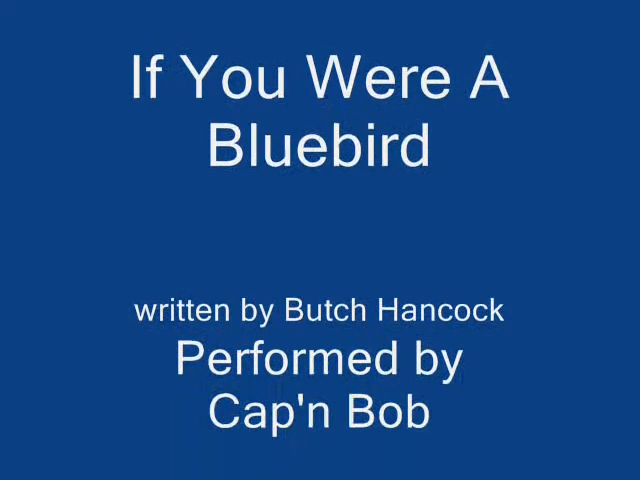 If You Were A
Bluebird
written by Butch Hancock
Performed by
Cap'n Bob